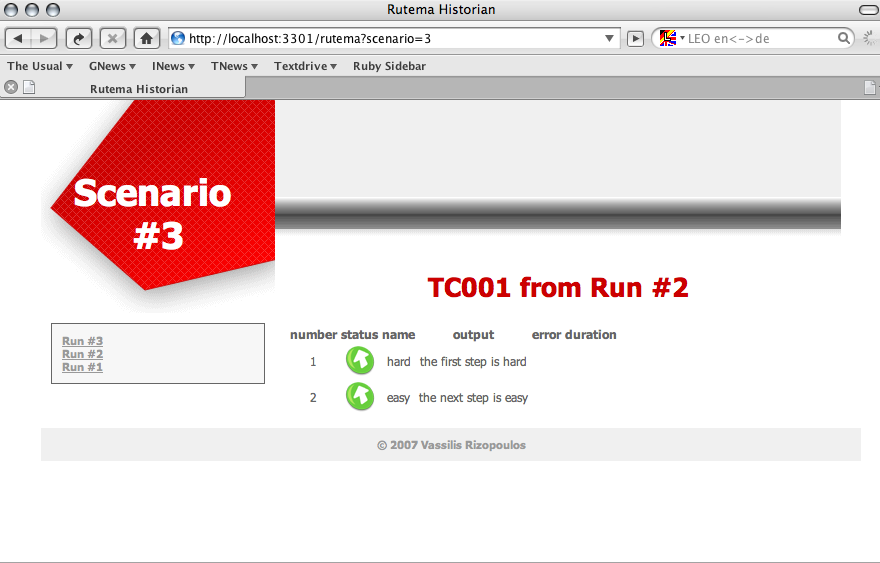 Rutema Historian
http://localhost:3301/rutema?scenario=3
LEO en<->de
The Usual GNews INews TNews Textdrive Ruby Sidebar
Rutema Historian
Scenario
#3
TC001 from Run #2
Run #3
Run #2
Run #1
number status name output error duration
1 hard the first step is hard
2 easy the next step is easy
© 2007 Vassilis Rizopoulos